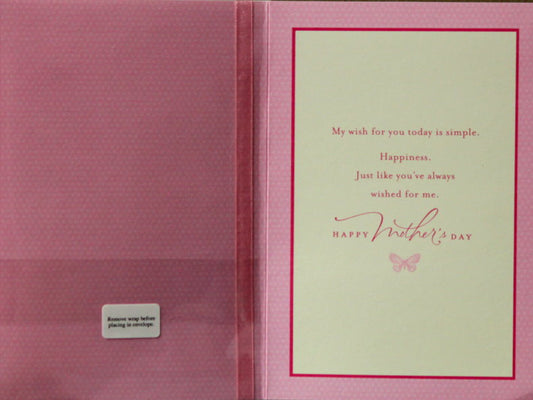 My wish for you today is simple.
Happiness.
Just like you've always
wished for me.
HAPPY Mother's DAY
Remove wrap before
placing in envelope.